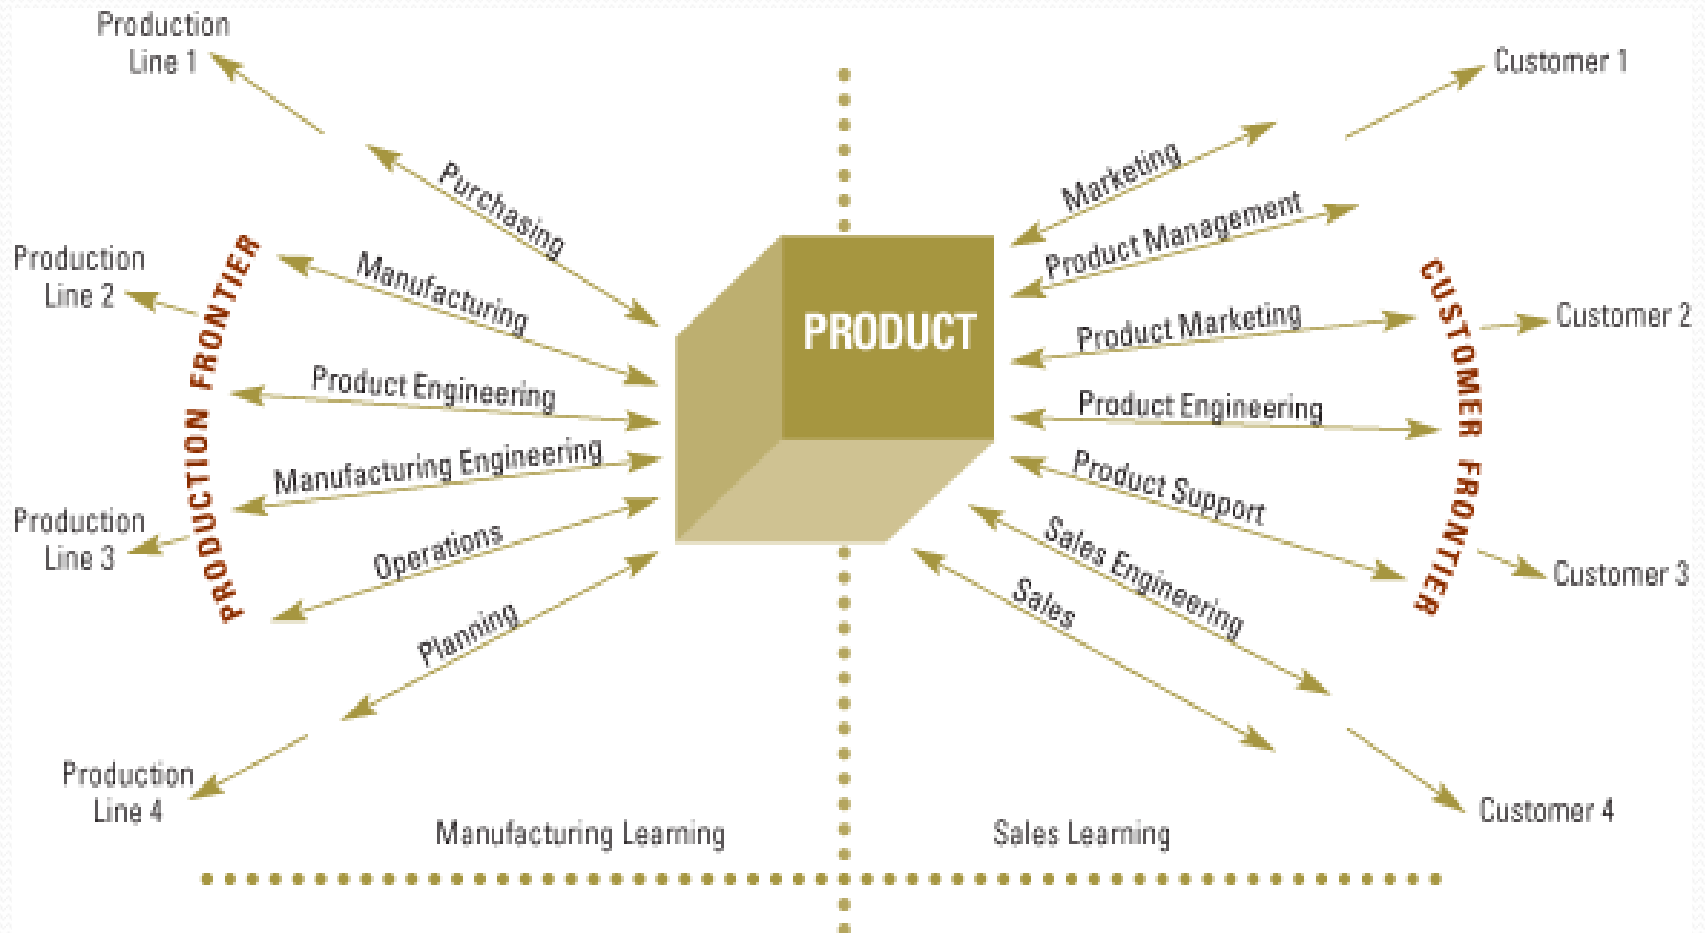 Production
Line 1
Purchasing
Manufacturing
Production
Line 2
PRODUCTION FRONTIER
Product Engineering
Manufacturing Engineering
Production
Line 3
Operations
Planning
Production
Line 4
Manufacturing Learning
PRODUCT
Customer 1
Marketing
Product Management
Product Marketing
Customer 2
CUSTOMER FRONTIER
Product Engineering
Product Support
Sales Engineering
Customer 3
Sales
Customer 4
Sales Learning